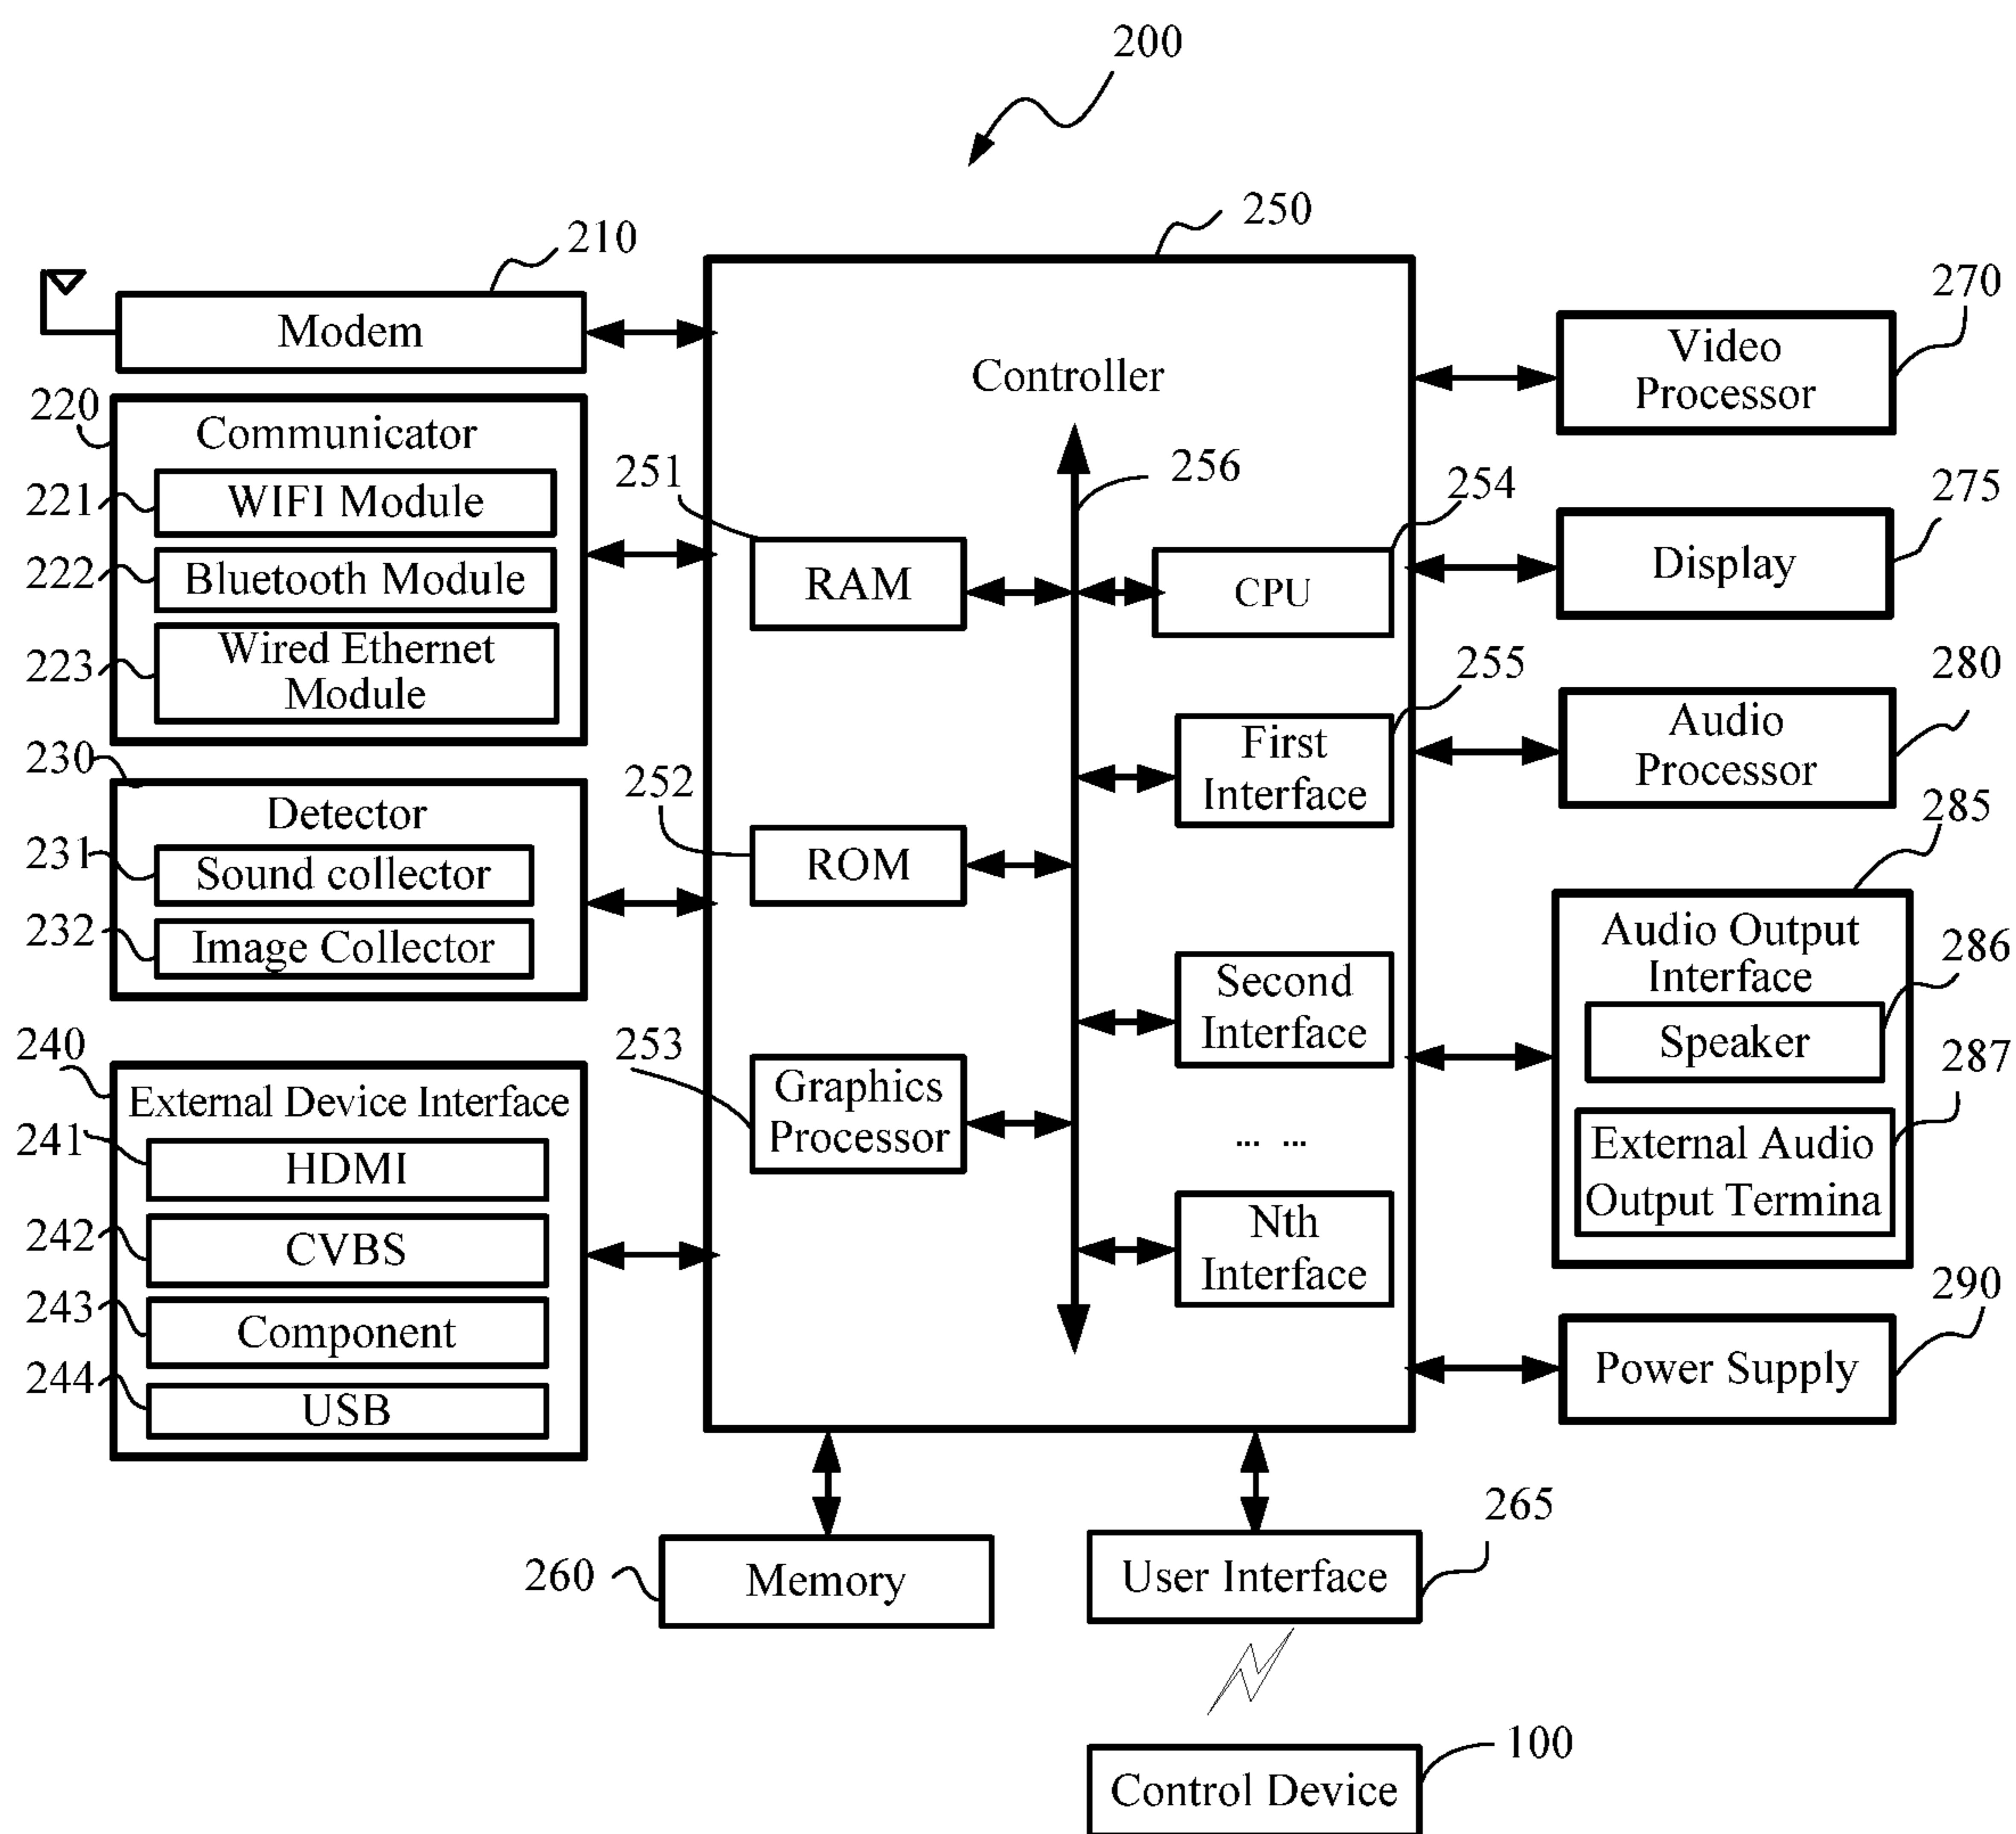 200
250
210
Modem
220
Communicator
221
WIFI Module
222
Bluetooth Module
223
Wired Ethernet
Module
230
Detector
231
Sound collector
232
Image Collector
240
External Device Interface
241
HDMI
242
CVBS
243
Component
244
USB
Controller
256
251
RAM
254
CPU
255
First
Interface
252
ROM
Second
Interface
253
Graphics
Processor
... ...
Nth
Interface
270
Video
Processor
275
Display
280
Audio
Processor
285
Audio Output
Interface
286
Speaker
287
External Audio
Output Termina
290
Power Supply
260
Memory
265
User Interface
100
Control Device